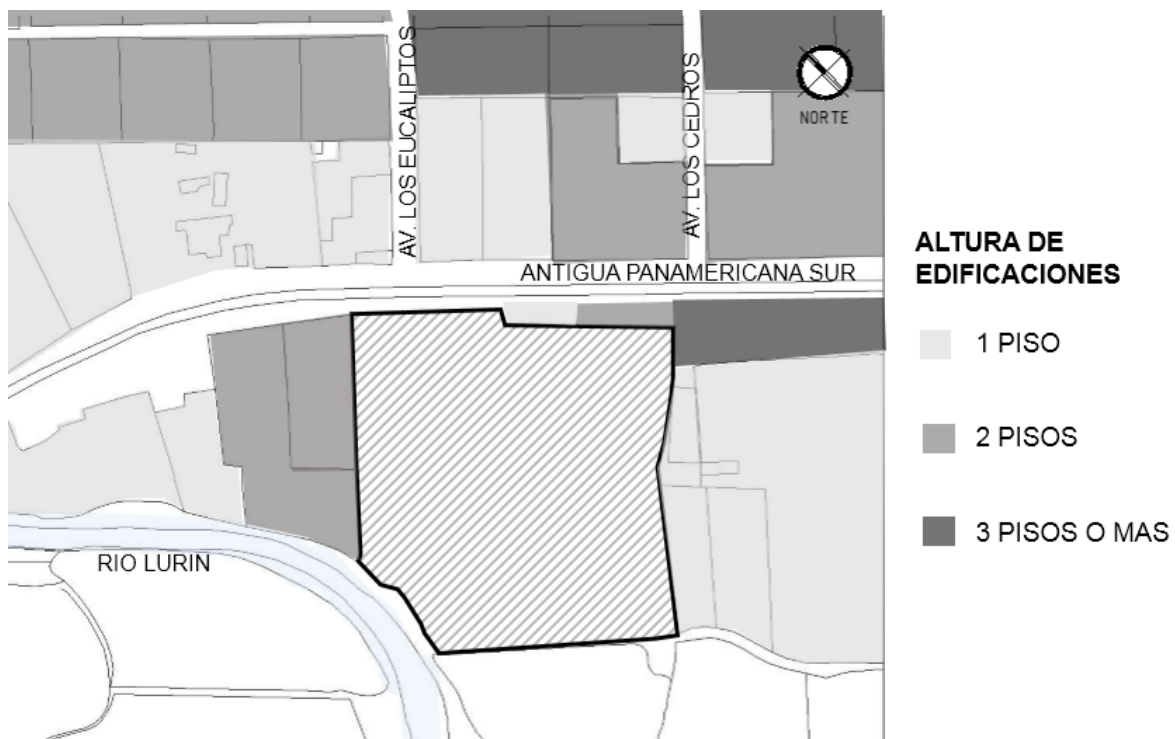 AV. LOS EUCALIPTOS
AV. LOS CEDROS
NORTE
ANTIGUA PANAMERICANA SUR
RIO LURIN
ALTURA DE
EDIFICACIONES
1 PISO
2 PISOS
3 PISOS O MAS